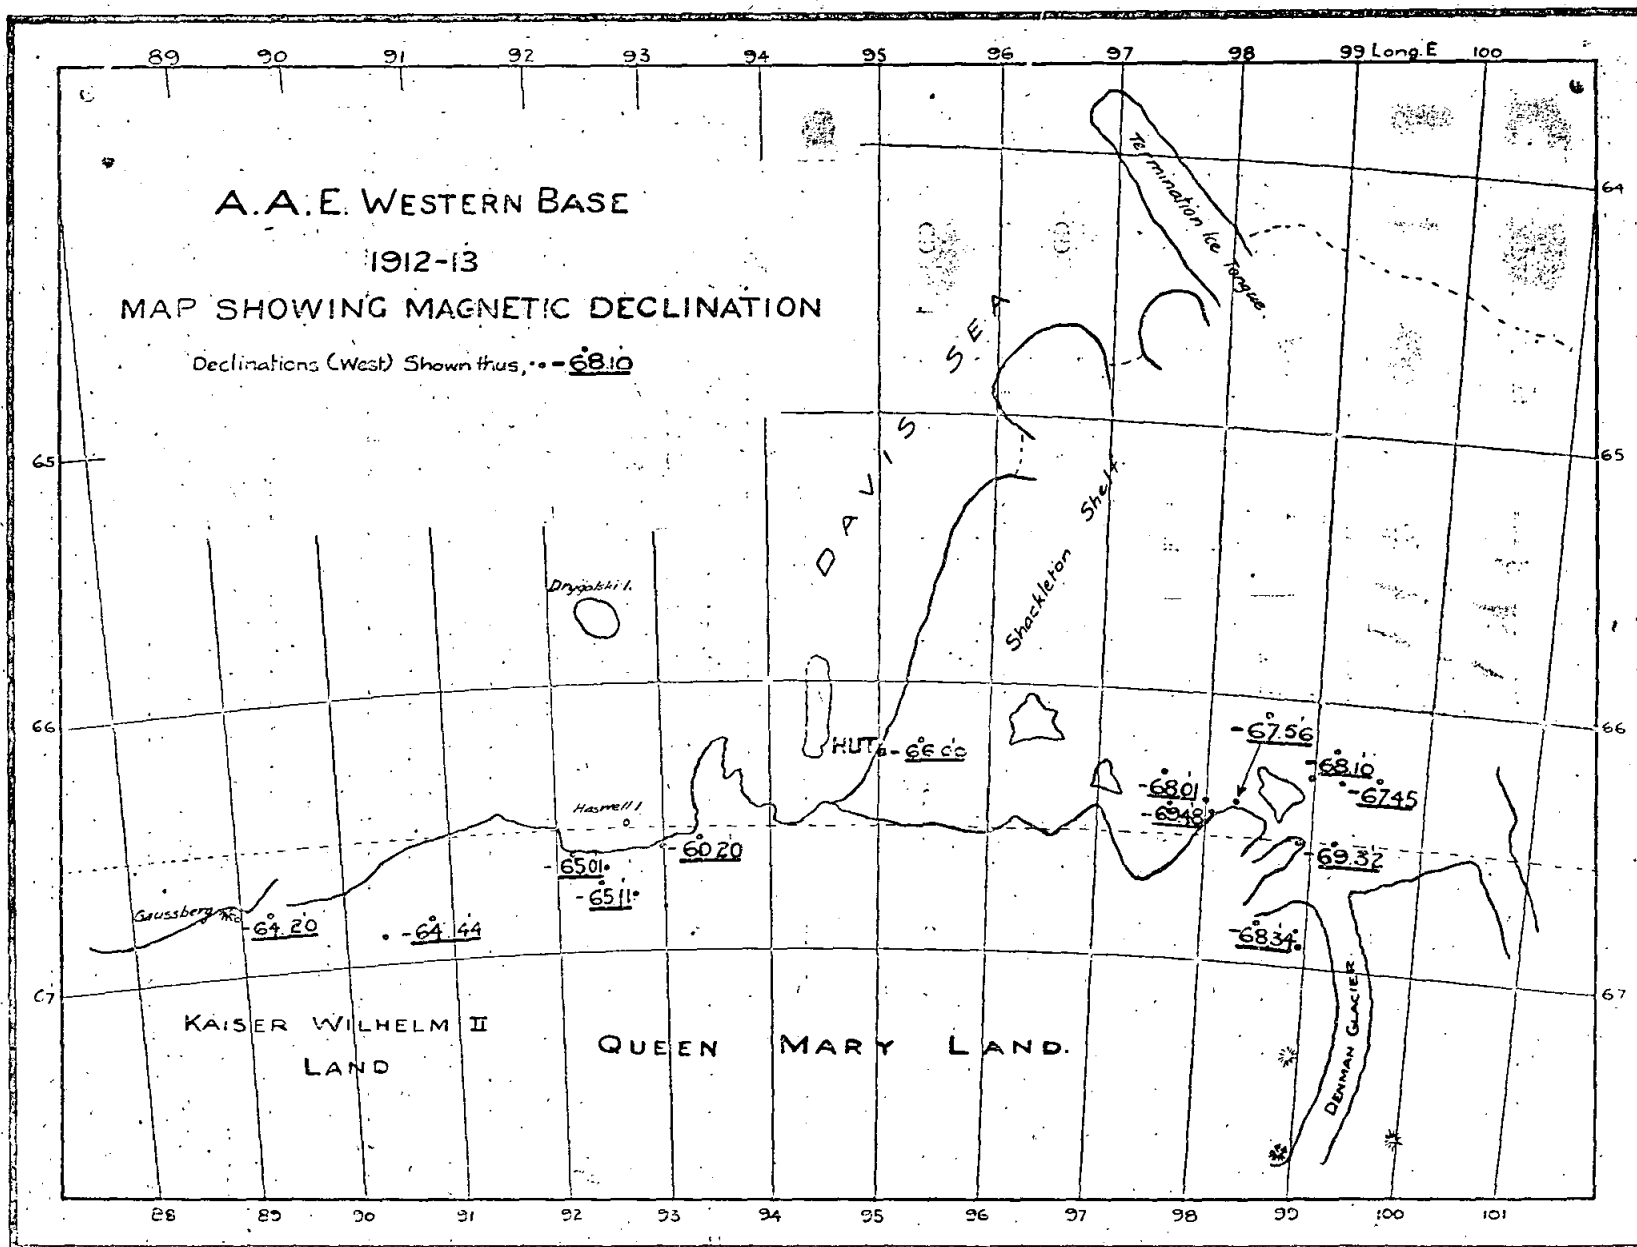 89 90 91 92 93 94 95 96 97 98 99 Long. E 100
64
A.A.E. WESTERN BASE
1912-13
MAP SHOWING MAGNETIC DECLINATION
Declinations (West) Shown thus, -68°10'
Termination Ice Tongue.
DAVIS SEA
65 65
Shackleton Shelf.
Drygalski I.
66 66
HUT -66°00'
-67°56'
-68°10'
-67°45'
-68°01'
-69°48'
Haswell I.
-60°20'
-65°01'
-65°11'
-69°32'
Gaussberg
-64°20'
-64°44'
-68°34'
67 67
KAISER WILHELM II
LAND
QUEEN MARY LAND.
DENMAN GLACIER
88 89 90 91 92 93 94 95 96 97 98 99 100 101